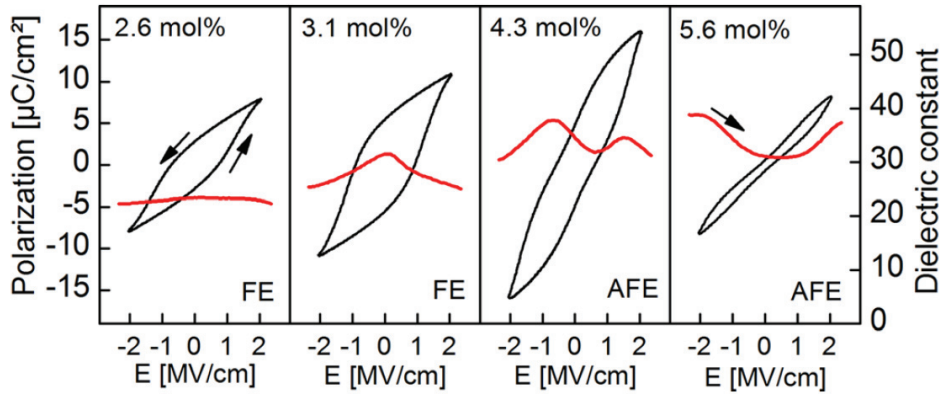 2.6 mol%
3.1 mol%
4.3 mol%
5.6 mol%
Polarization [µC/cm²]
15
10
5
0
-5
-10
-15
50
40
30
20
10
0
Dielectric constant
FE
FE
AFE
AFE
-2 -1 0 1 2
-2 -1 0 1 2
-2 -1 0 1 2
-2 -1 0 1 2
E [MV/cm]
E [MV/cm]
E [MV/cm]
E [MV/cm]